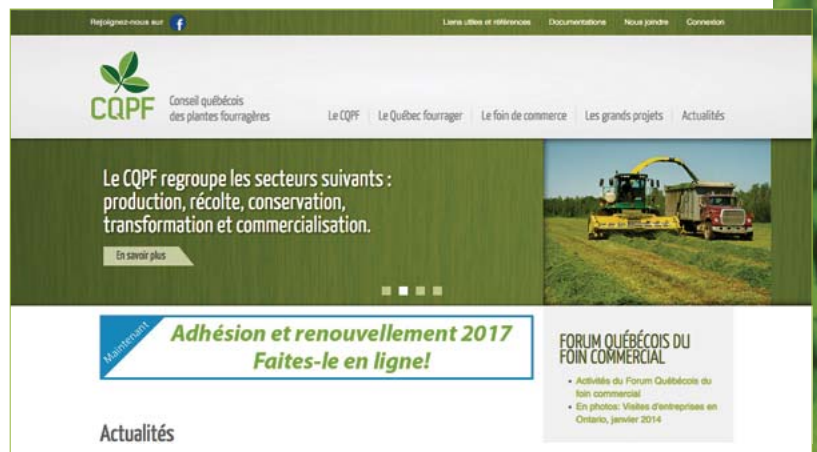 Rejoignez-nous sur
Liens utiles et références Documentations Nous joindre Connexion
CQPF
Conseil québécois
des plantes fourragères
Le CQPF Le Québec fourrager Le foin de commerce Les grands projets Actualités
Le CQPF regroupe les secteurs suivants :
production, récolte, conservation,
transformation et commercialisation.
En savoir plus
Maintenant
Adhésion et renouvellement 2017
Faites-le en ligne!
FORUM QUÉBÉCOIS DU
FOIN COMMERCIAL
• Activités du Forum Québécois du
foin commercial
• En photos: Visites d'entreprises en
Ontario, janvier 2014
Actualités